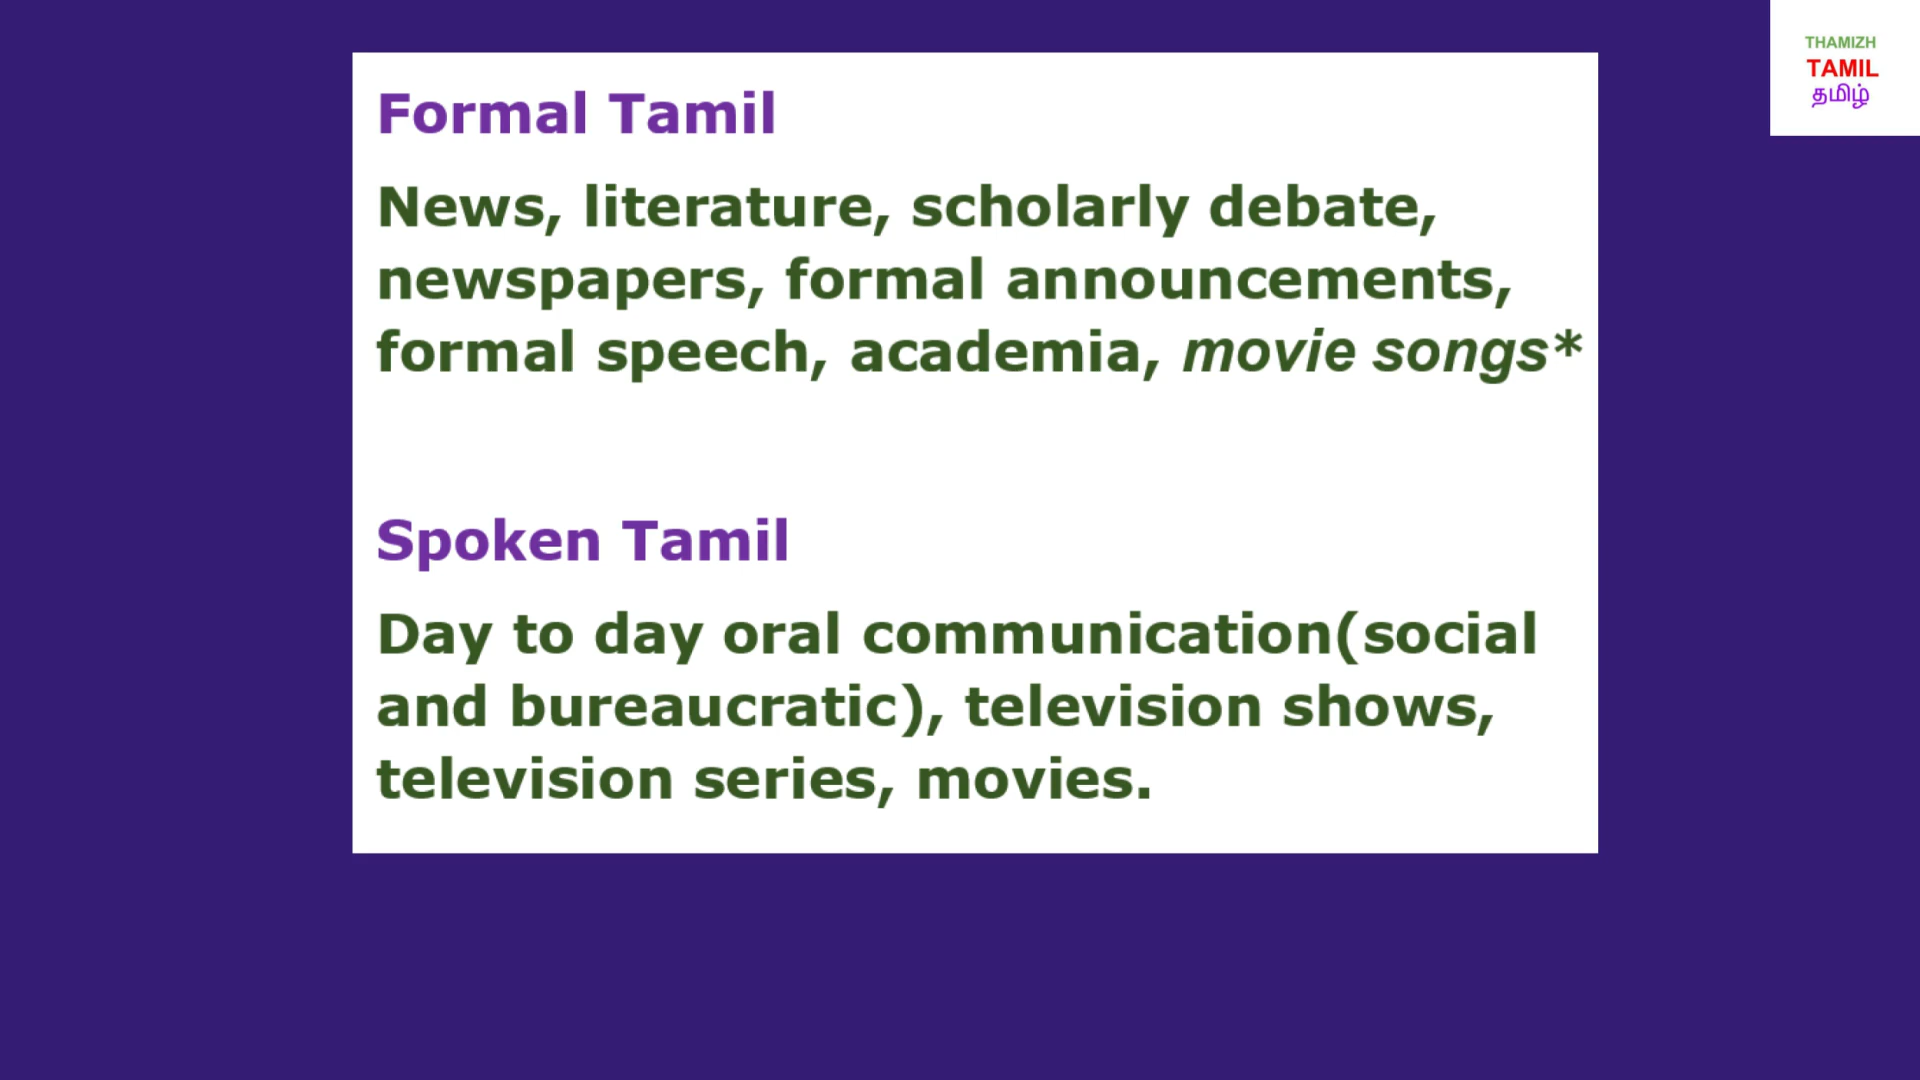 THAMIZH
TAMIL
தமிழ்
Formal Tamil
News, literature, scholarly debate,
newspapers, formal announcements,
formal speech, academia, movie songs*
Spoken Tamil
Day to day oral communication(social
and bureaucratic), television shows,
television series, movies.